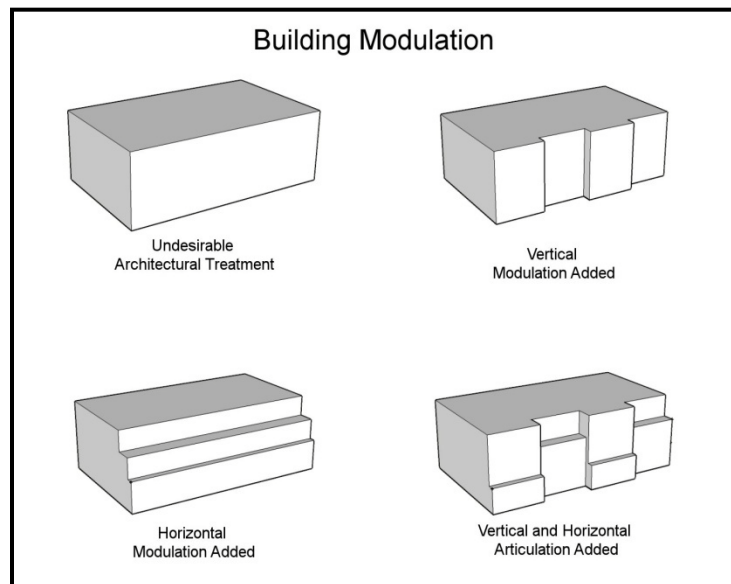 Building Modulation
Undesirable
Architectural Treatment
Vertical
Modulation Added
Horizontal
Modulation Added
Vertical and Horizontal
Articulation Added